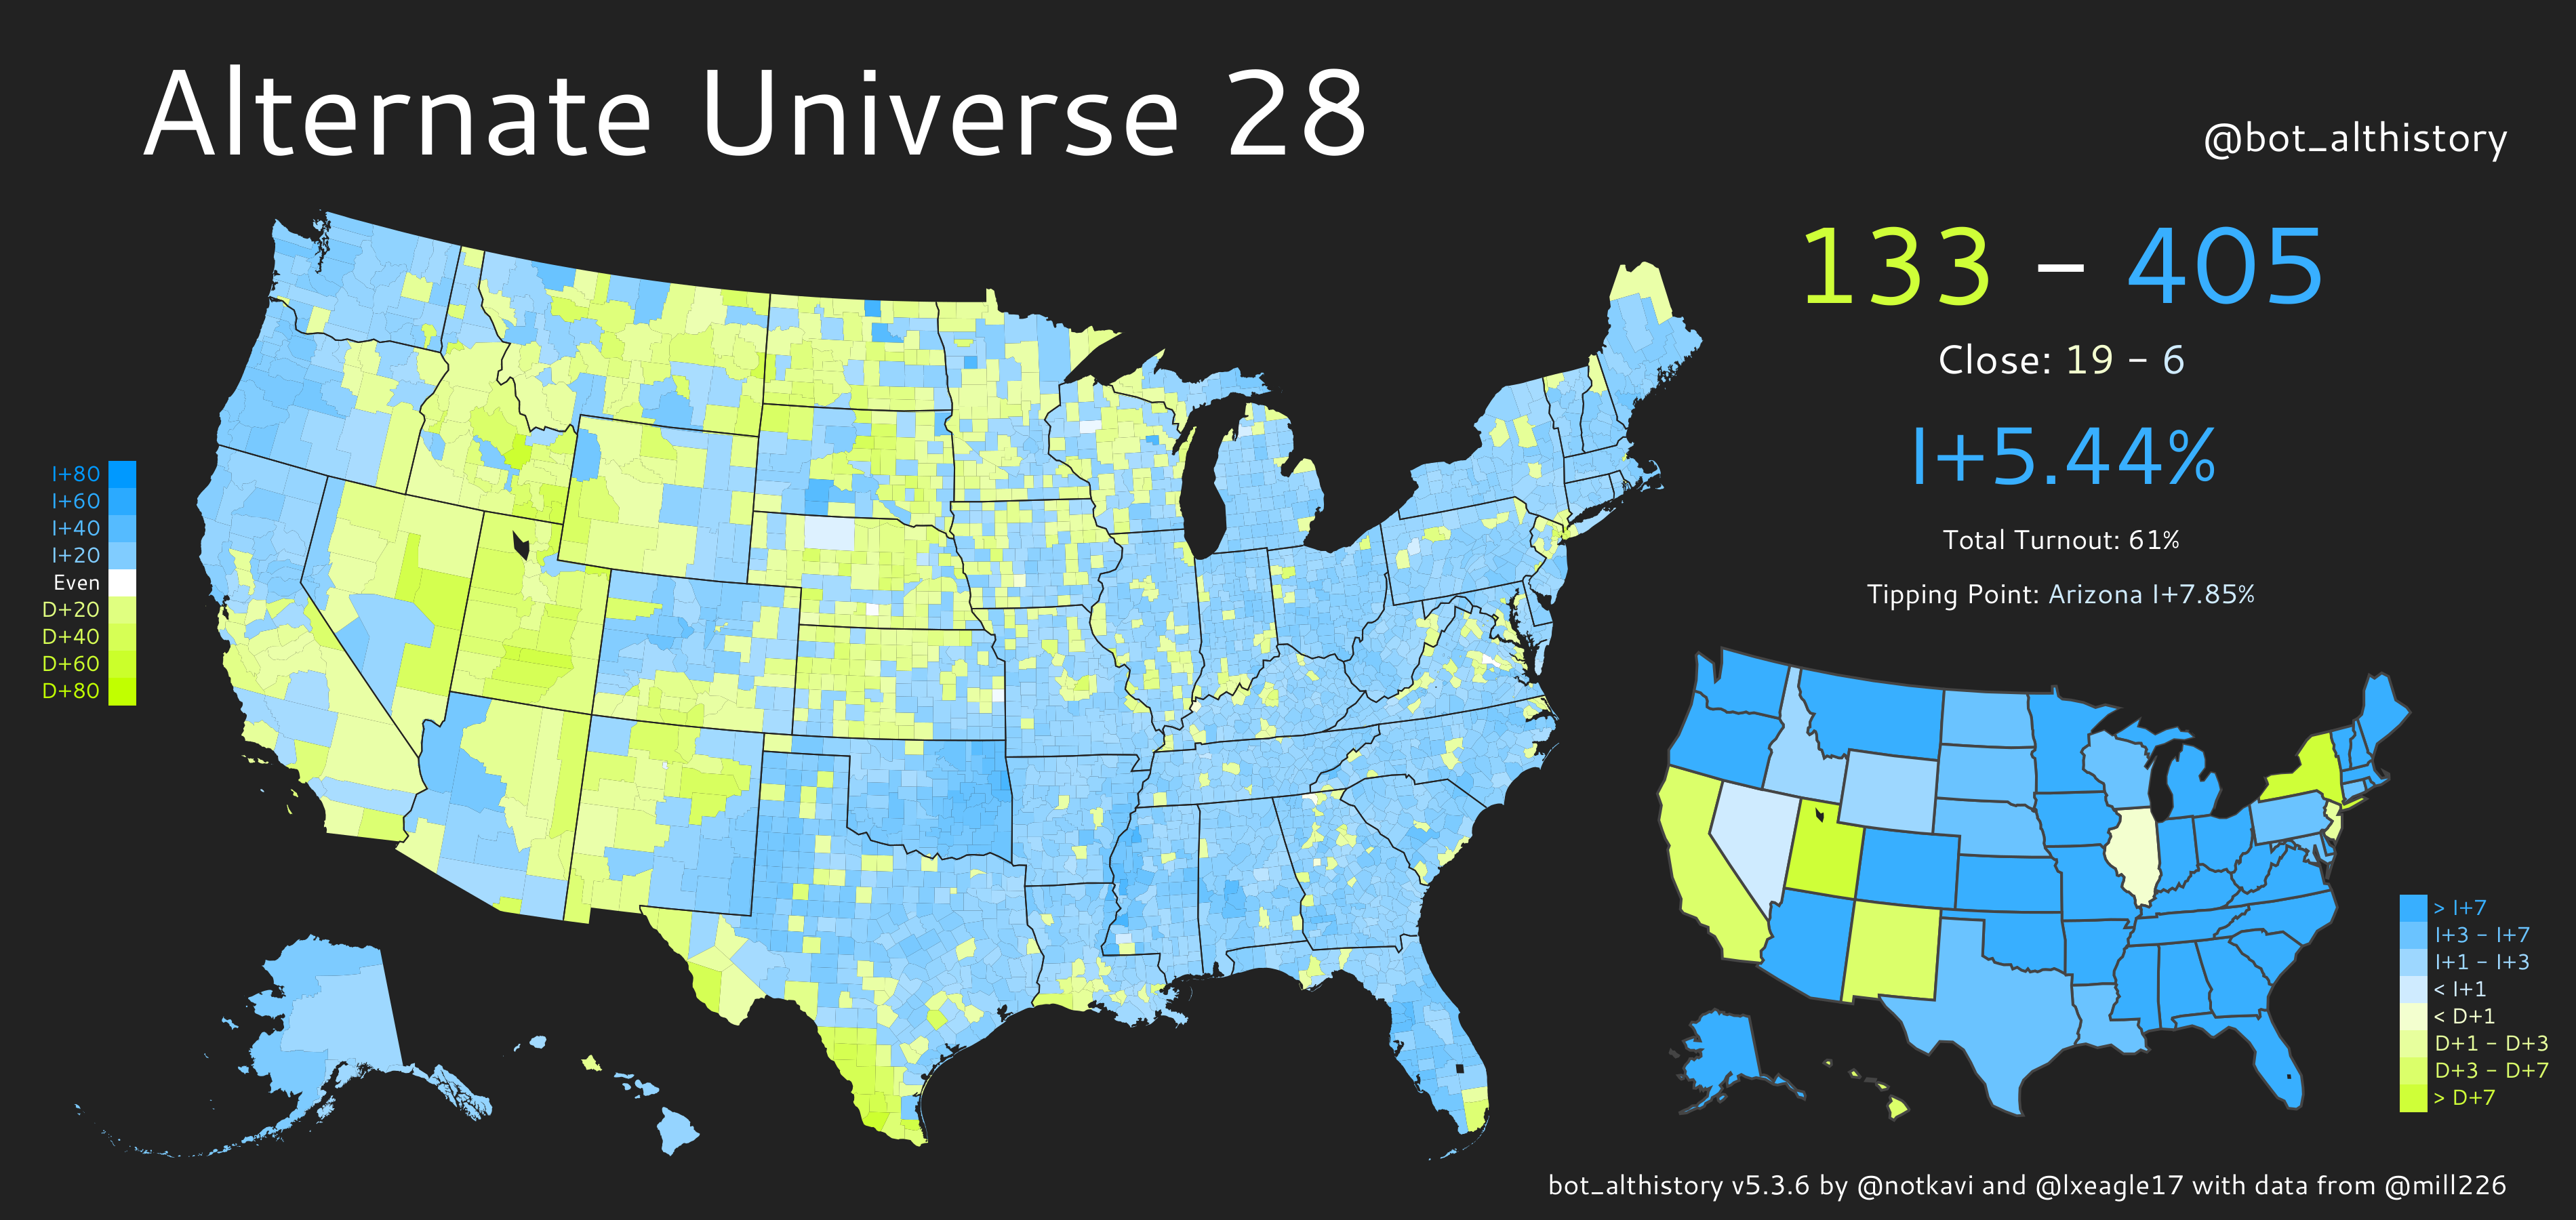 Alternate Universe 28
@bot_althistory
133 - 405
Close: 19 - 6
I+5.44%
Total Turnout: 61%
Tipping Point: Arizona I+7.85%
I+80
I+60
I+40
I+20
Even
D+20
D+40
D+60
D+80
> I+7
I+3 - I+7
I+1 - I+3
< I+1
< D+1
D+1 - D+3
D+3 - D+7
> D+7
bot_althistory v5.3.6 by @notkavi and @lxeagle17 with data from @mill226